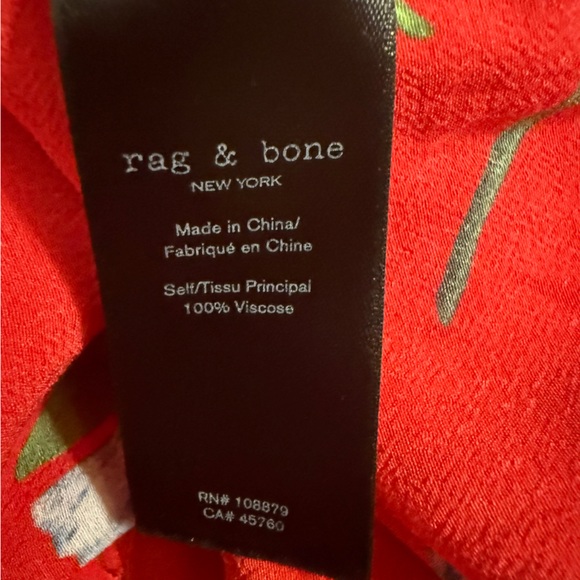 rag & bone
NEW YORK
Made in China/
Fabriqué en Chine
Self/Tissu Principal
100% Viscose
RN# 108879
CA# 45760